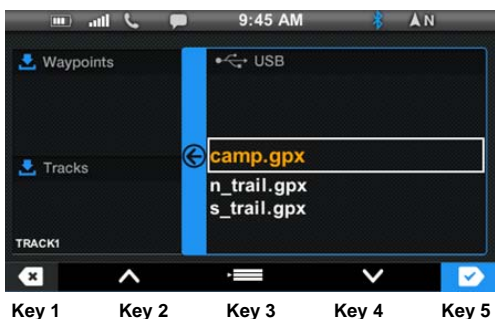 9:45 AM
N
Waypoints
USB
camp.gpx
Tracks
n_trail.gpx
s_trail.gpx
TRACK1
Key 1 Key 2 Key 3 Key 4 Key 5